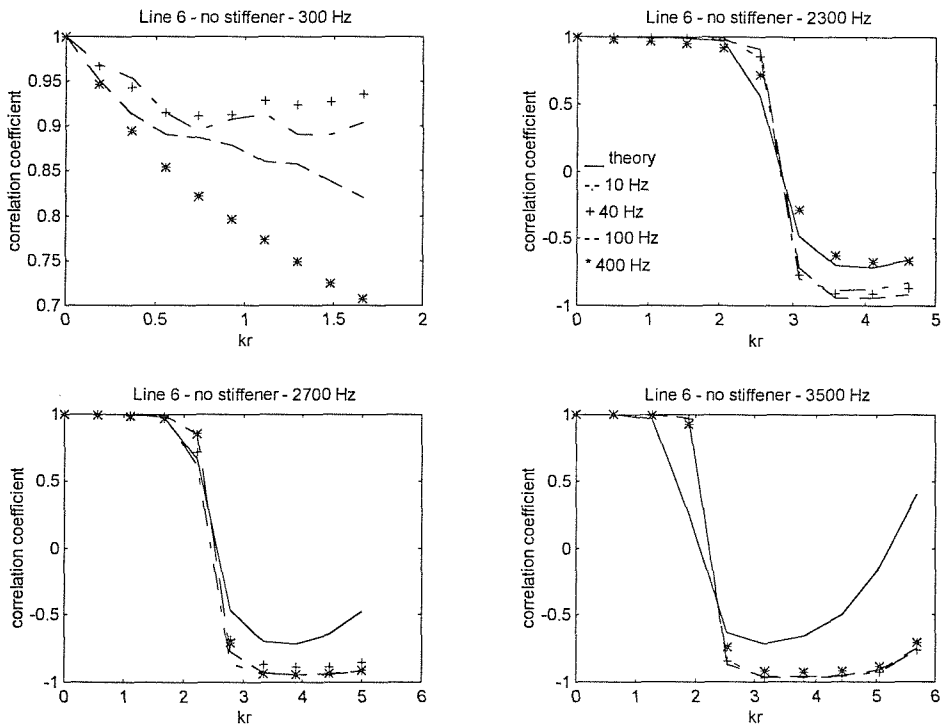 Line 6 - no stiffener - 300 Hz
1
0.95
0.9
0.85
0.8
0.75
0.7
0
0.5
1
1.5
2
correlation coefficient
kr
Line 6 - no stiffener - 2300 Hz
1
0.5
0
-0.5
-1
0
1
2
3
4
5
correlation coefficient
kr
— theory
-·- 10 Hz
+ 40 Hz
-- 100 Hz
* 400 Hz
Line 6 - no stiffener - 2700 Hz
1
0.5
0
-0.5
-1
0
1
2
3
4
5
6
correlation coefficient
kr
Line 6 - no stiffener - 3500 Hz
1
0.5
0
-0.5
-1
0
1
2
3
4
5
6
correlation coefficient
kr